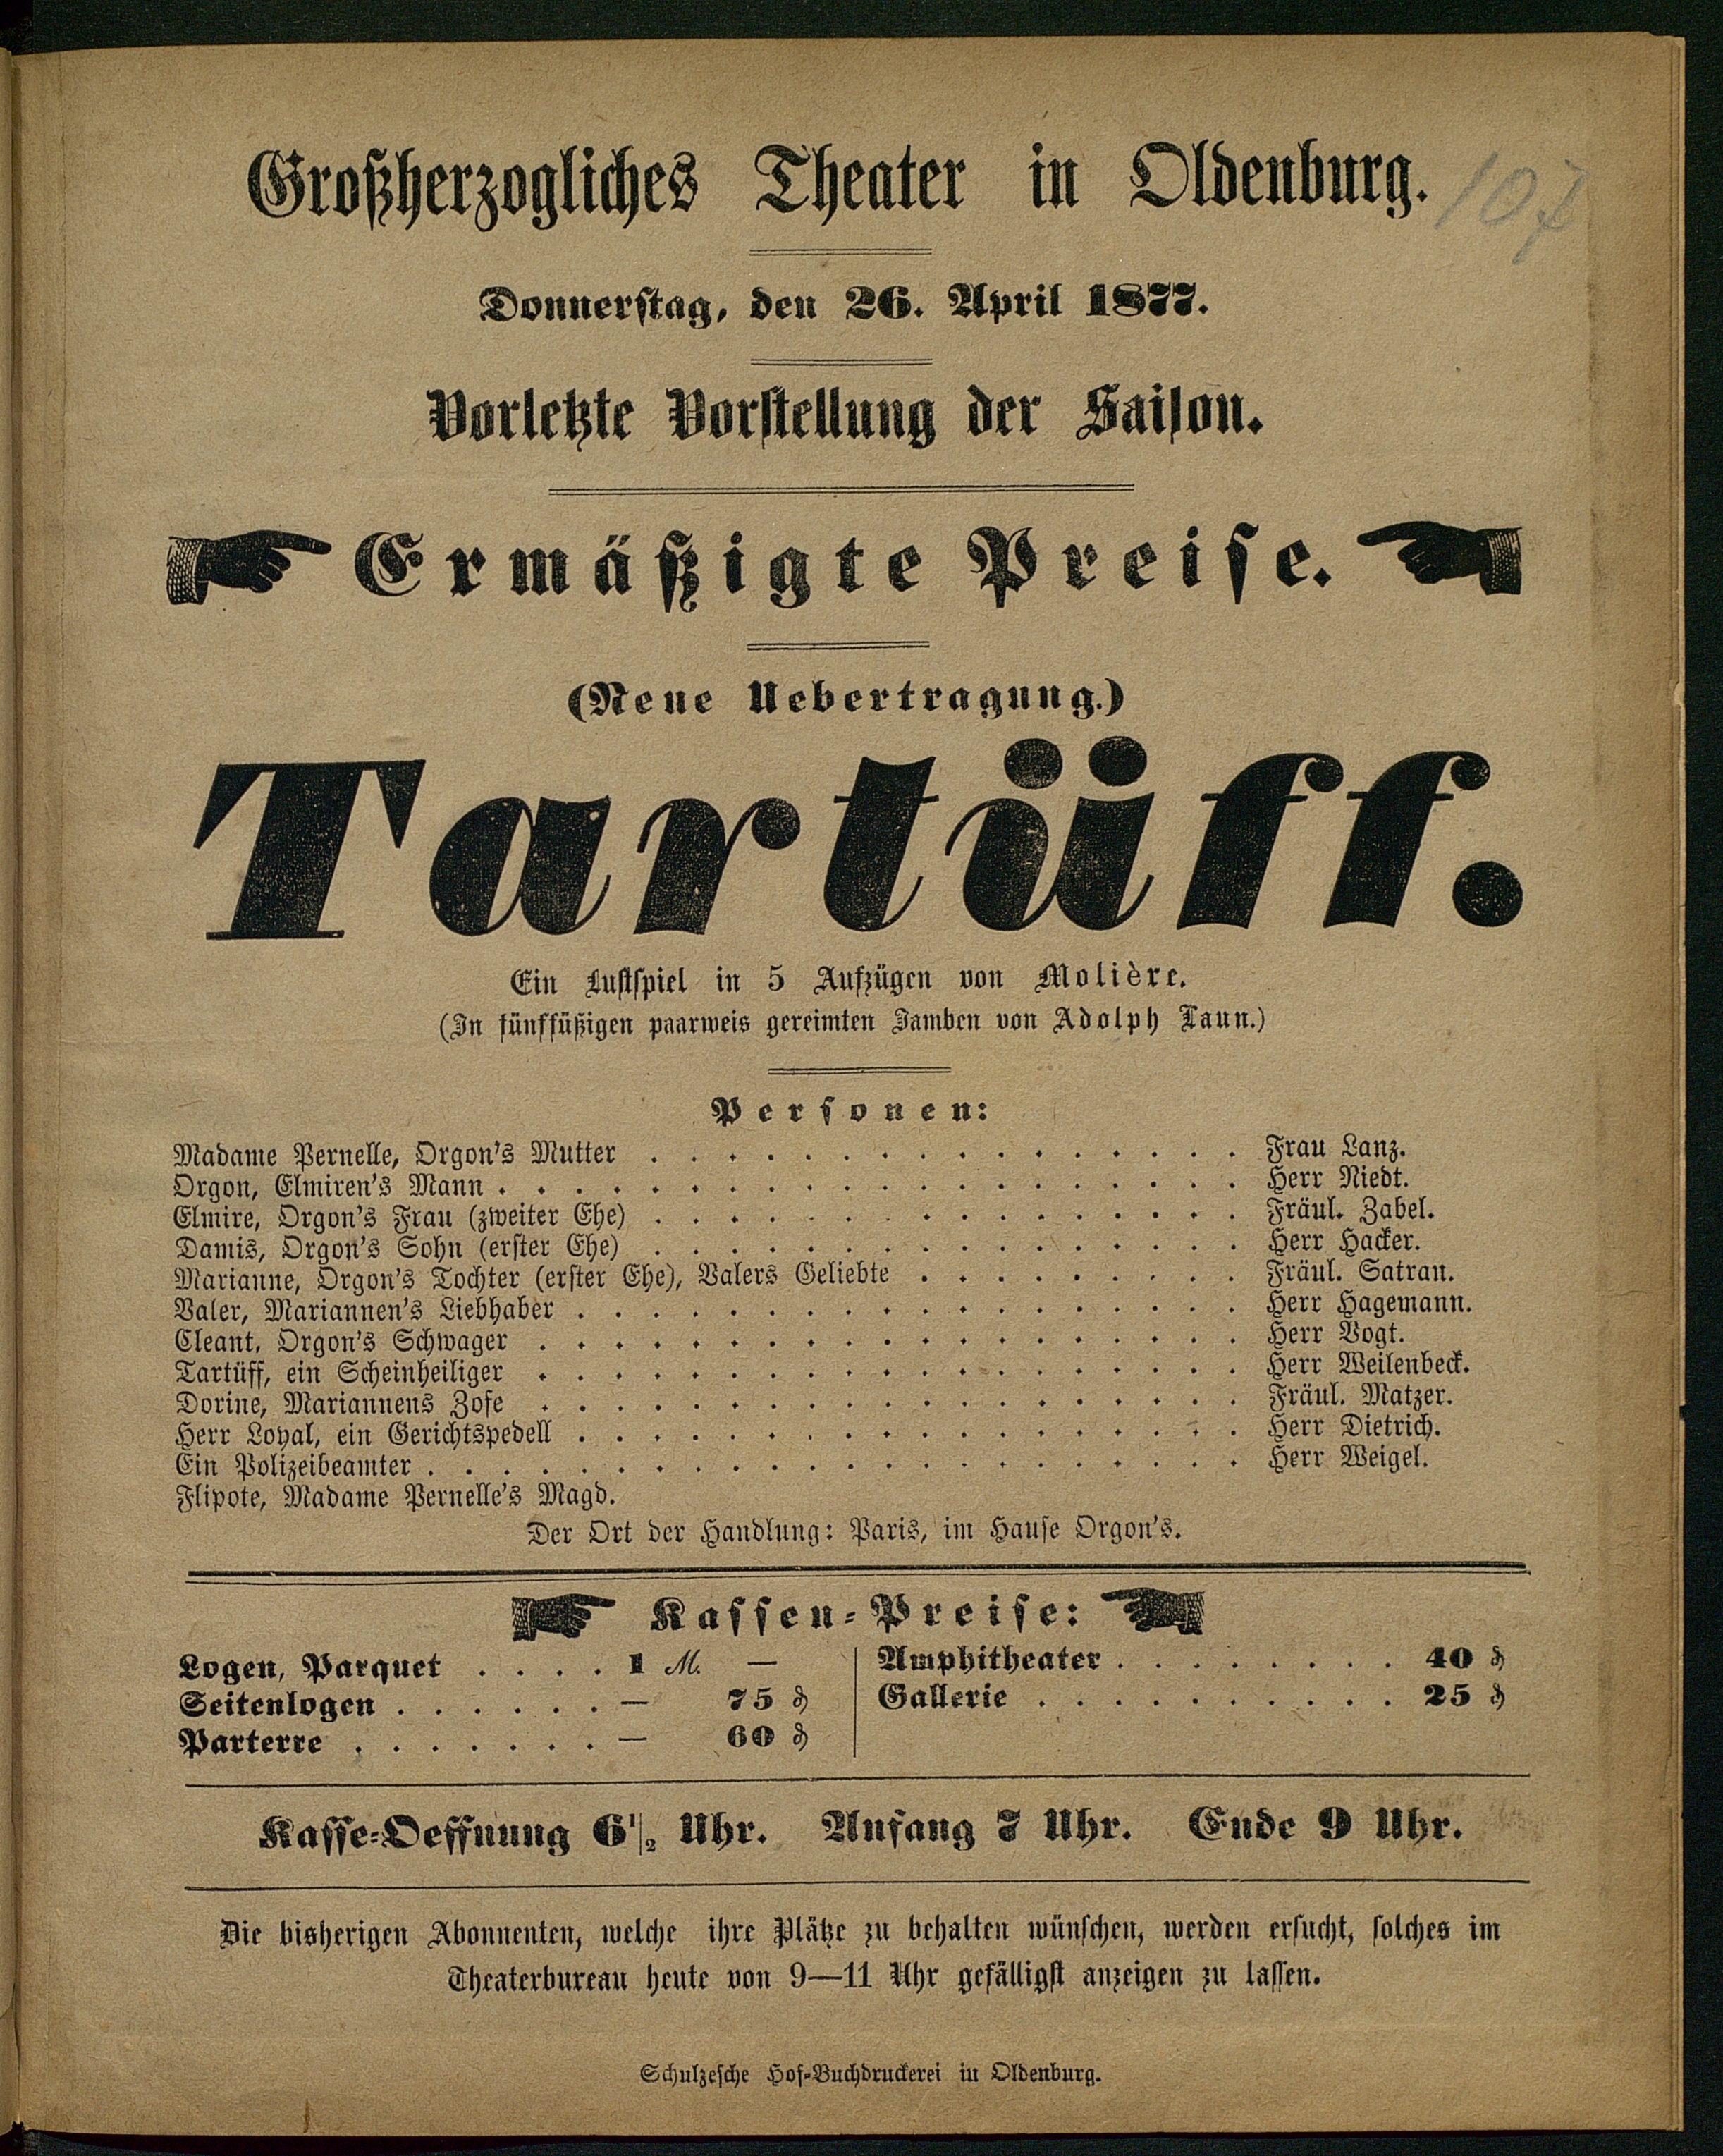 Großherzogliches Theater in Oldenburg.
107
Donnerstag, den 26. April 1877.
Vorletzte Vorstellung der Saison.
Ermäßigte Preise.
(Neue Uebertragung.)
Tartüff.
Ein Lustspiel in 5 Aufzügen von Molière.
(In fünffüßigen paarweis gereimten Jamben von Adolph Laun.)
Personen:
Madame Pernelle, Orgon's Mutter . . . . . . . . . . . . . . . . Frau Lanz.
Orgon, Elmiren's Mann . . . . . . . . . . . . . . . . . . . . Herr Niedt.
Elmire, Orgon's Frau (zweiter Ehe) . . . . . . . . . . . . . . . . Fräul. Zabel.
Damis, Orgon's Sohn (erster Ehe) . . . . . . . . . . . . . . . . Herr Hacker.
Marianne, Orgon's Tochter (erster Ehe), Valers Geliebte . . . . . . . . . Fräul. Satran.
Valer, Mariannen's Liebhaber . . . . . . . . . . . . . . . . . . Herr Hagemann.
Cleant, Orgon's Schwager . . . . . . . . . . . . . . . . . . . Herr Vogt.
Tartüff, ein Scheinheiliger . . . . . . . . . . . . . . . . . . . Herr Weilenbeck.
Dorine, Mariannens Zofe . . . . . . . . . . . . . . . . . . . Fräul. Matzer.
Herr Loyal, ein Gerichtspedell . . . . . . . . . . . . . . . . . . Herr Dietrich.
Ein Polizeibeamter . . . . . . . . . . . . . . . . . . . . . . Herr Weigel.
Flipote, Madame Pernelle's Magd.
Der Ort der Handlung: Paris, im Hause Orgon's.
Kassen-Preise:
Logen, Parquet . . . . 1 M. —
Seitenlogen . . . . . . — 75 ₰
Parterre . . . . . . . — 60 ₰
Amphitheater . . . . . . . . 40 ₰
Gallerie . . . . . . . . . . 25 ₰
Kasse-Oeffnung 6 1/2 Uhr. Anfang 7 Uhr. Ende 9 Uhr.
Die bisherigen Abonnenten, welche ihre Plätze zu behalten wünschen, werden ersucht, solches im
Theaterbureau heute von 9—11 Uhr gefälligst anzeigen zu lassen.
Schulzesche Hof-Buchdruckerei in Oldenburg.